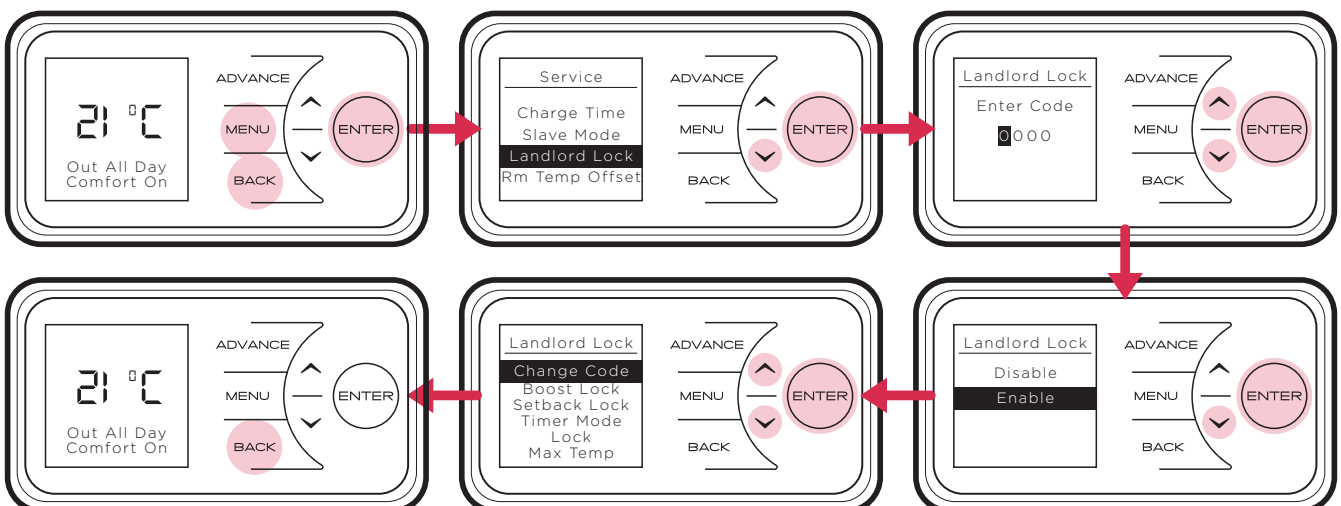 21 °C
Out All Day
Comfort On
ADVANCE
MENU
BACK
ENTER
Service
Charge Time
Slave Mode
Landlord Lock
Rm Temp Offset
ADVANCE
MENU
BACK
ENTER
Landlord Lock
Enter Code
0000
ADVANCE
MENU
BACK
ENTER
21 °C
Out All Day
Comfort On
ADVANCE
MENU
BACK
ENTER
Landlord Lock
Change Code
Boost Lock
Setback Lock
Timer Mode
Lock
Max Temp
ADVANCE
MENU
BACK
ENTER
Landlord Lock
Disable
Enable
ADVANCE
MENU
BACK
ENTER